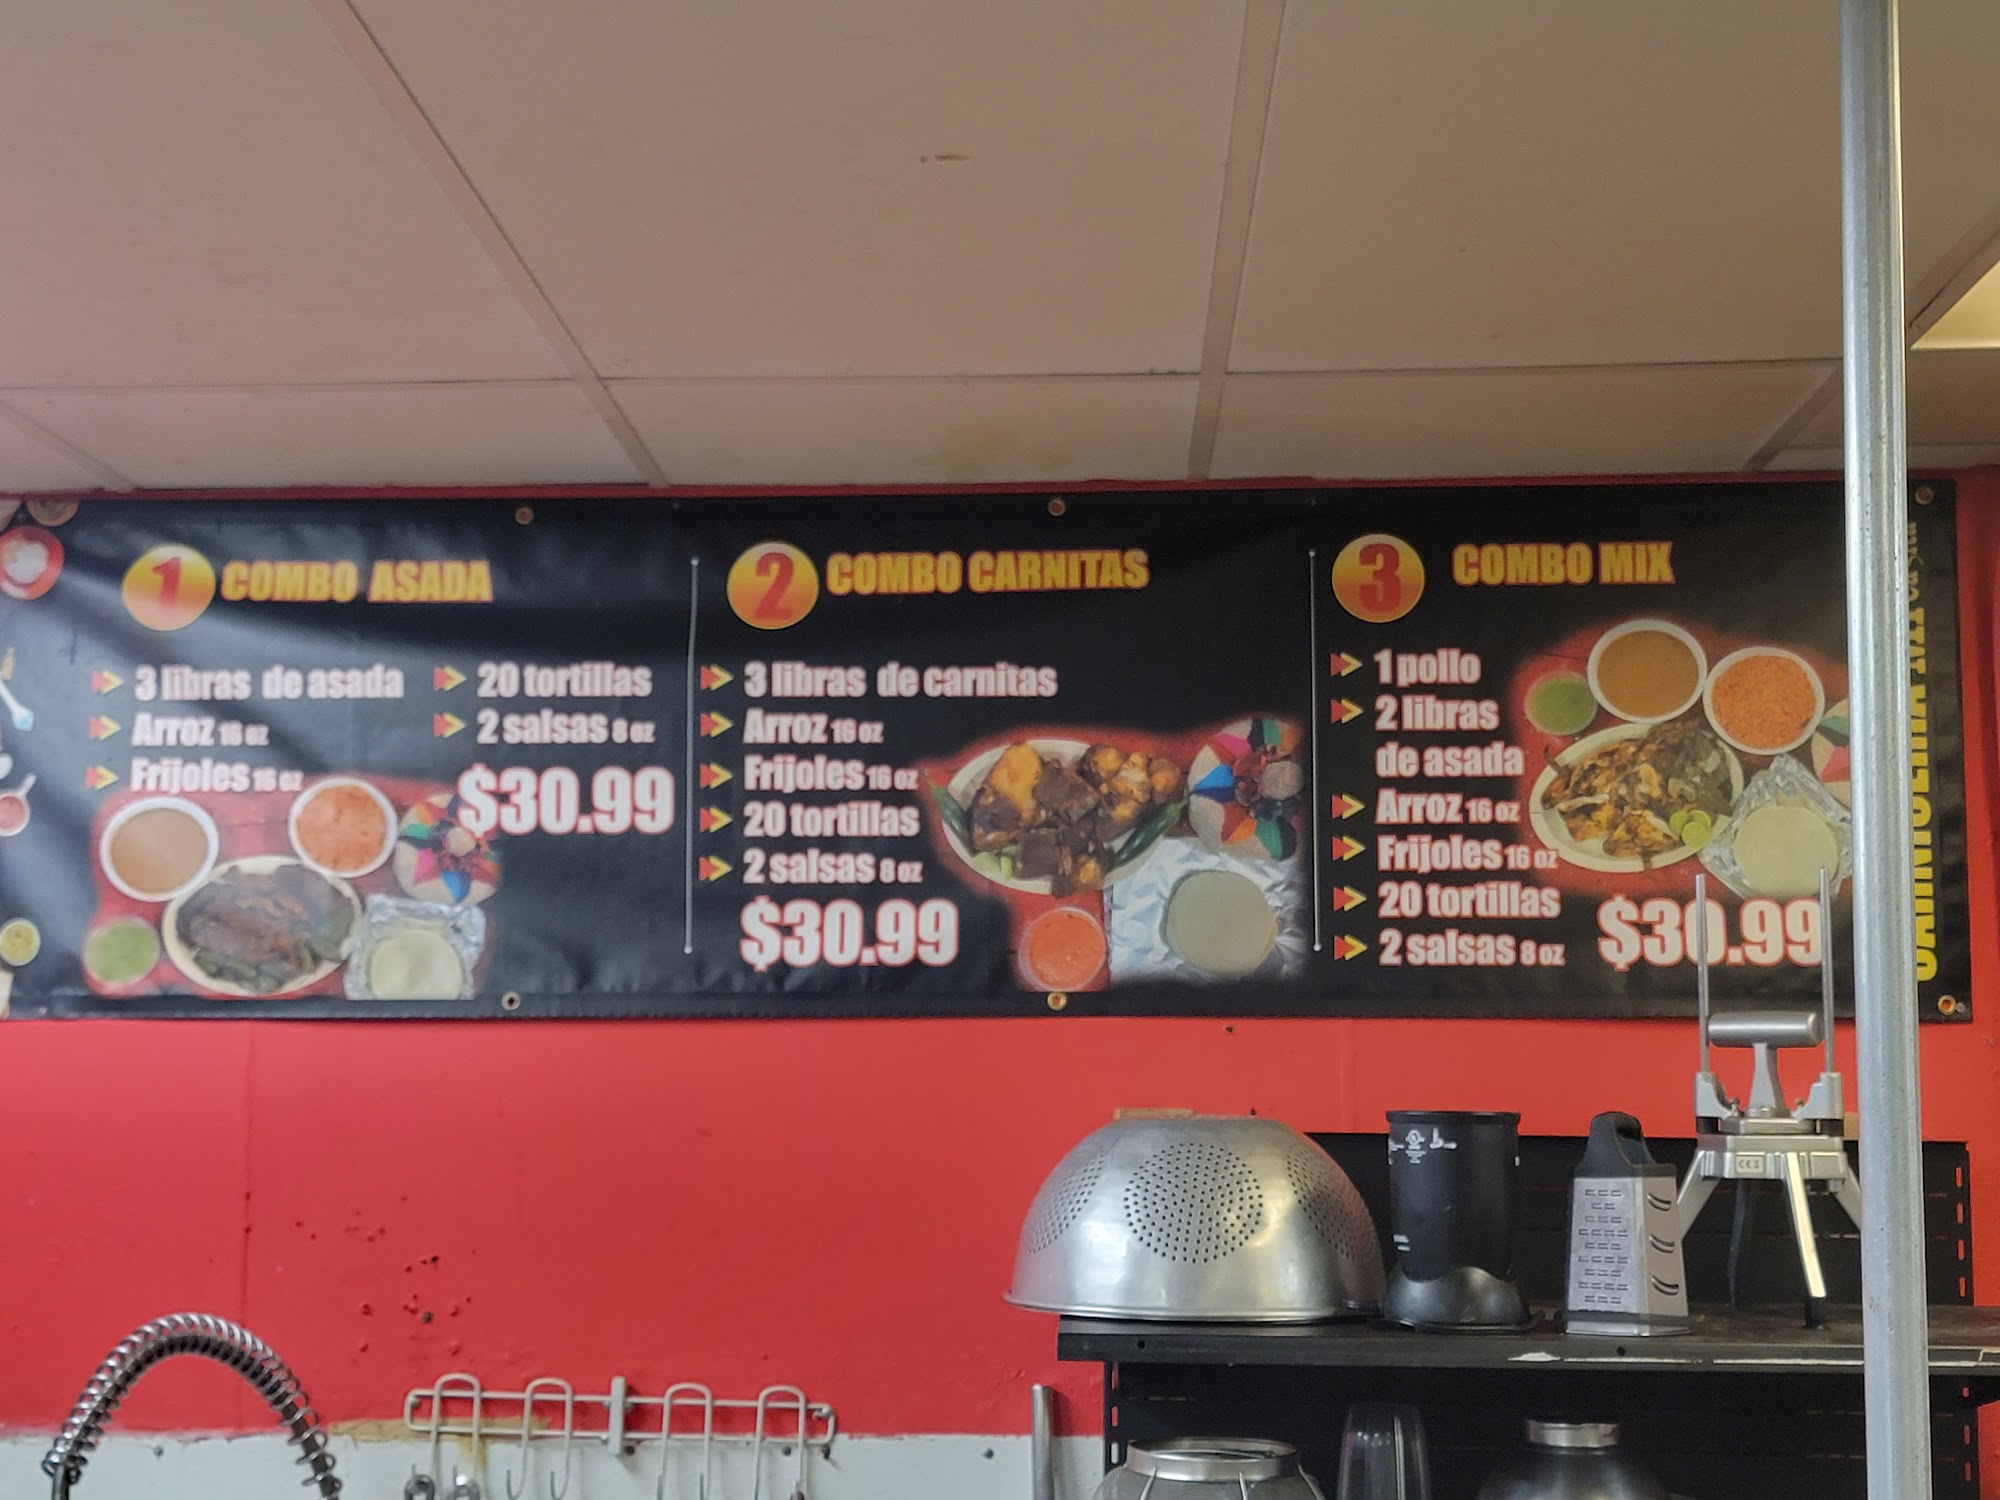 1 COMBO ASADA
3 libras de asada
Arroz 16 oz
Frijoles 16 oz
20 tortillas
2 salsas 8 oz
$30.99
2 COMBO CARNITAS
3 libras de carnitas
Arroz 16 oz
Frijoles 16 oz
20 tortillas
2 salsas 8 oz
$30.99
3 COMBO MIX
1 pollo
2 libras
de asada
Arroz 16 oz
Frijoles 16 oz
20 tortillas
2 salsas 8 oz
$30.99